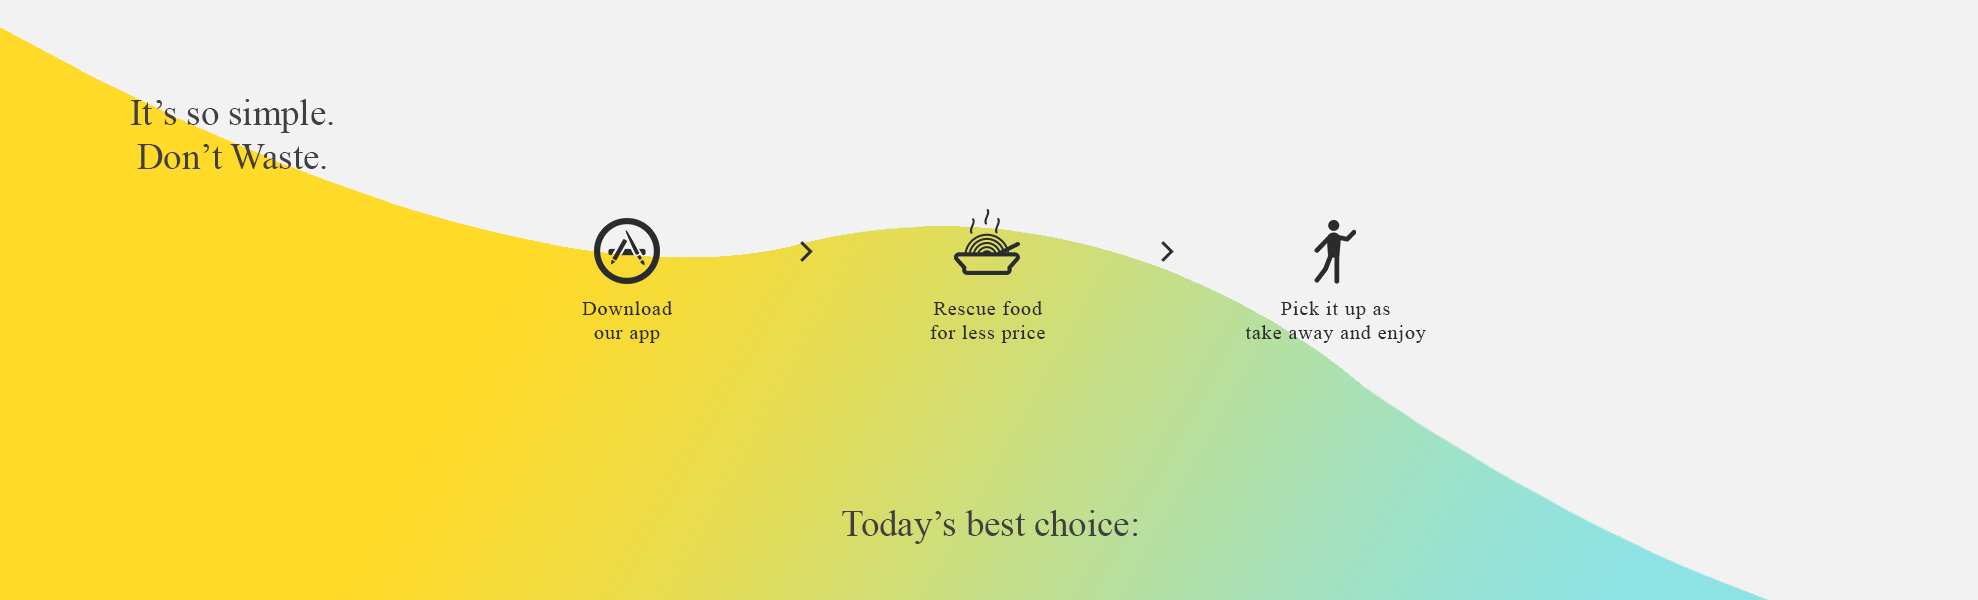 It’s so simple.
Don’t Waste.
Download
our app
Rescue food
for less price
Pick it up as
take away and enjoy
Today’s best choice: